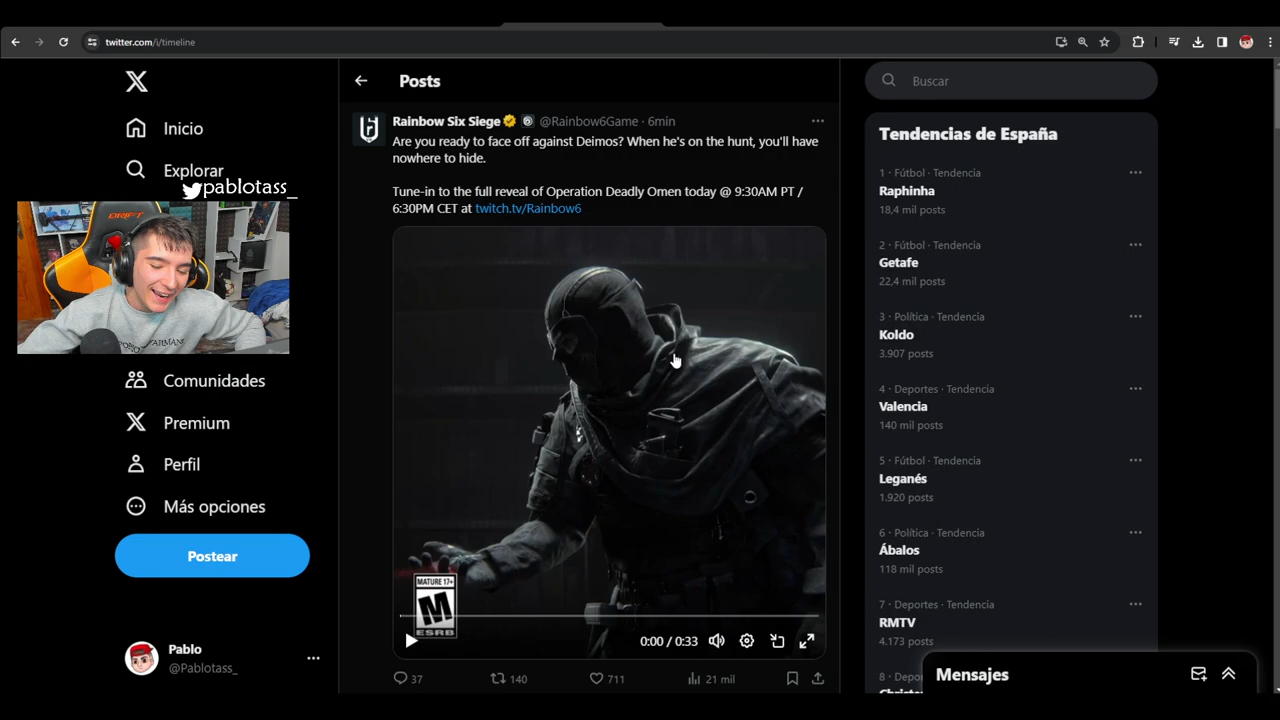 twitter.com/i/timeline
Posts
Buscar
Inicio
Explorar
pablotass_
DRIFT
Comunidades
Premium
Perfil
Más opciones
Postear
Pablo
@Pablotass_
Rainbow Six Siege @Rainbow6Game · 6min
Are you ready to face off against Deimos? When he's on the hunt, you'll have
nowhere to hide.
Tune-in to the full reveal of Operation Deadly Omen today @ 9:30AM PT /
6:30PM CET at twitch.tv/Rainbow6
MATURE 17+
M
ESRB
0:00 / 0:33
37
140
711
21 mil
Tendencias de España
1 · Fútbol · Tendencia
Raphinha
18,4 mil posts
2 · Fútbol · Tendencia
Getafe
22,4 mil posts
3 · Política · Tendencia
Koldo
3.907 posts
4 · Deportes · Tendencia
Valencia
140 mil posts
5 · Fútbol · Tendencia
Leganés
1.920 posts
6 · Política · Tendencia
Ábalos
118 mil posts
7 · Deportes · Tendencia
RMTV
4.173 posts
8 · Depor
Mensajes